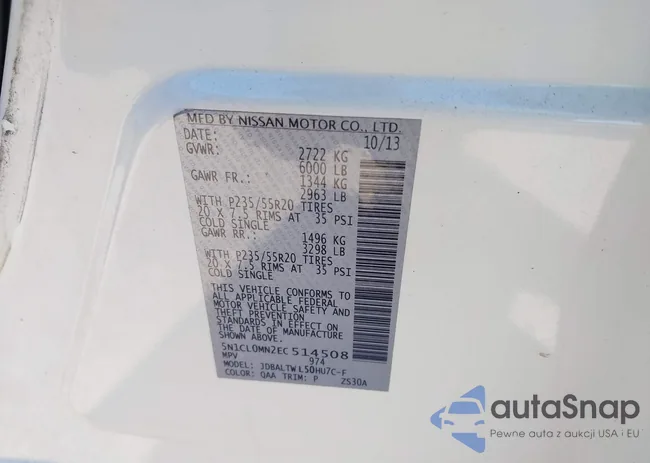 MFD BY NISSAN MOTOR CO., LTD.
DATE: 10/13
GVWR: 2722 KG
6000 LB
GAWR FR.: 1344 KG
2963 LB
WITH P235/55R20 TIRES
20 X 7.5 RIMS AT 35 PSI
COLD SINGLE
GAWR RR.: 1496 KG
3298 LB
WITH P235/55R20 TIRES
20 X 7.5 RIMS AT 35 PSI
COLD SINGLE
THIS VEHICLE CONFORMS TO
ALL APPLICABLE FEDERAL
MOTOR VEHICLE SAFETY AND
THEFT PREVENTION
STANDARDS IN EFFECT ON
THE DATE OF MANUFACTURE
5N1CL0MN2EC514508
MPV 974
MODEL: JDBALTWL50HU7C-F
COLOR: QAA TRIM: P ZS30A
autaSnap
Pewne auta z aukcji USA i EU